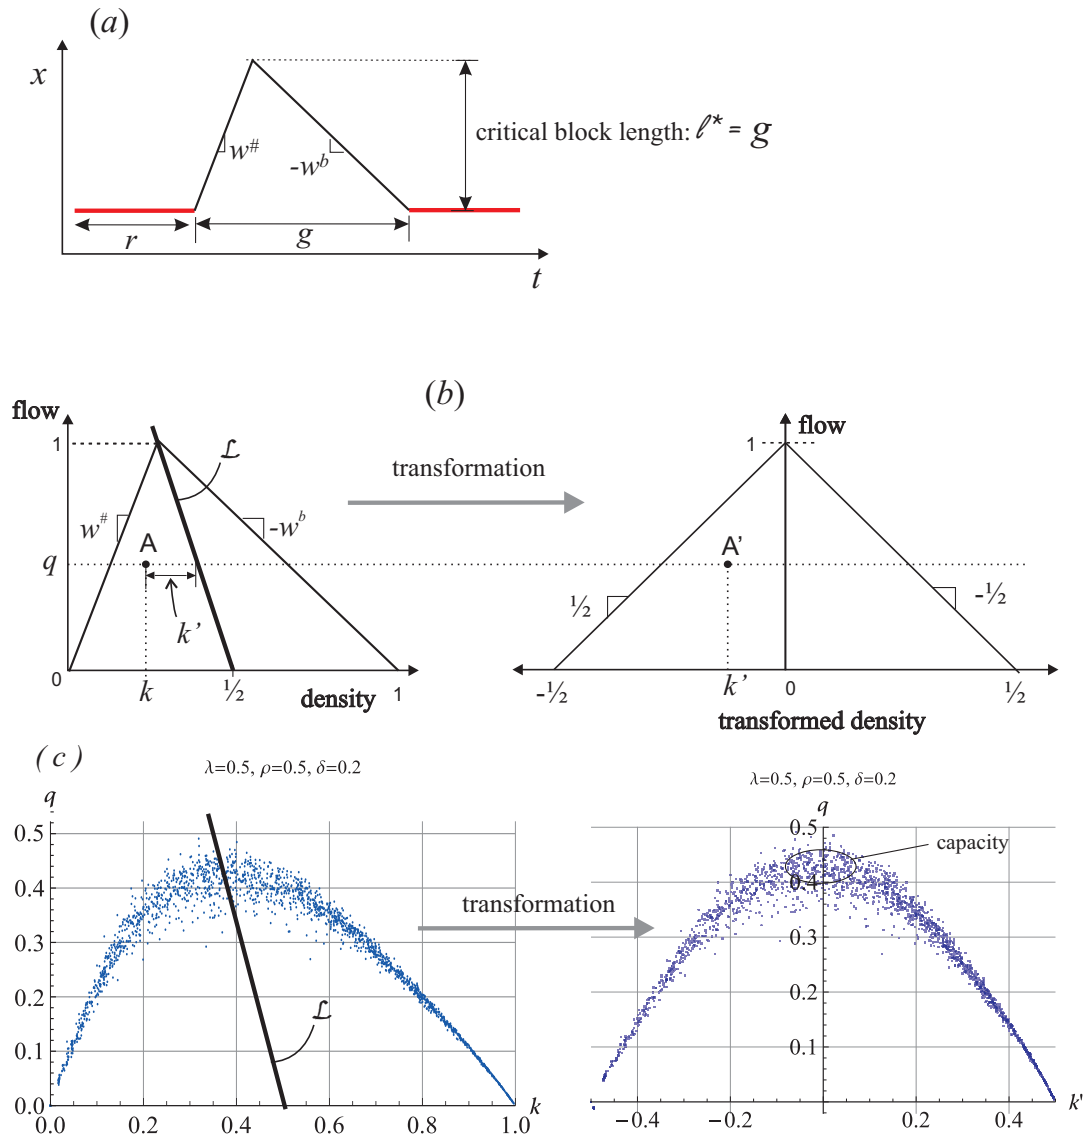 (a)
x
w#
-w^b
critical block length: ℓ* = g
r
g
t
(b)
flow
1
ℒ
transformation
flow
1
w#
A
-w^b
q
A'
k'
½
-½
0
k
½
density
1
-½
k'
0
½
transformed density
(c)
λ=0.5, ρ=0.5, δ=0.2
q
0.5
0.4
0.3
0.2
0.1
0.0
0.0
0.2
0.4
0.6
0.8
1.0
k
ℒ
transformation
λ=0.5, ρ=0.5, δ=0.2
q
0.5
capacity
0.4
0.3
0.2
0.1
−0.4
−0.2
0.2
0.4
k'